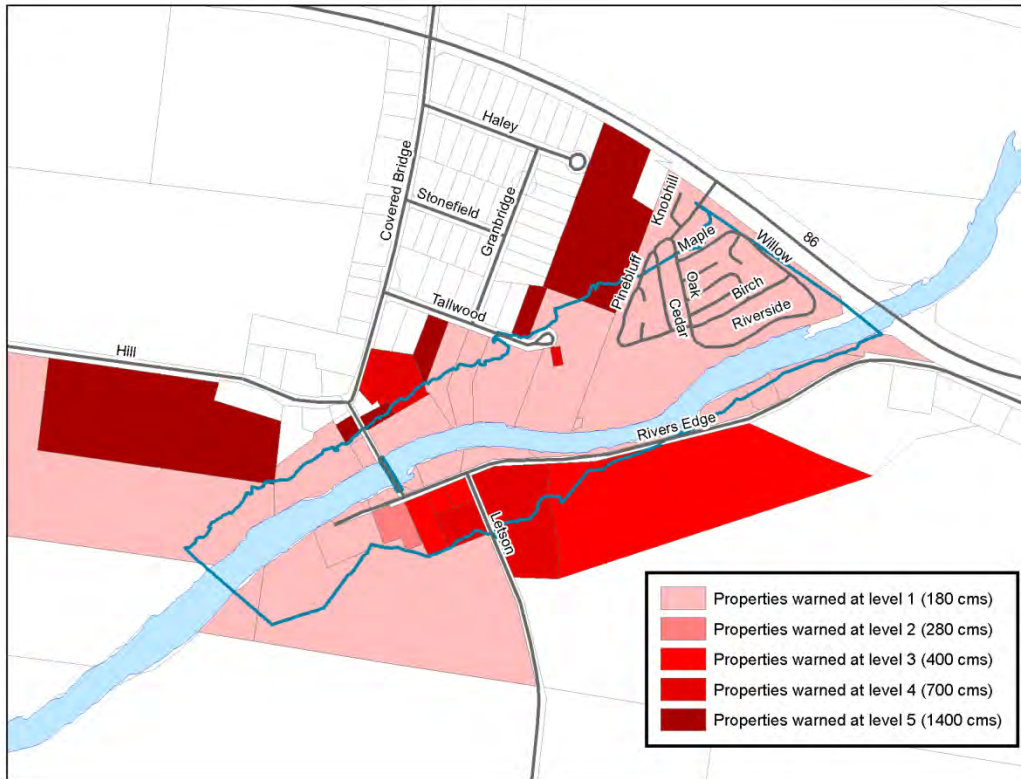 Haley
Covered Bridge
Stonefield
Granbridge
Knobhill
86
Willow
Maple
Pinebluff
Oak
Birch
Cedar
Riverside
Tallwood
Hill
Rivers Edge
Letson
Properties warned at level 1 (180 cms)
Properties warned at level 2 (280 cms)
Properties warned at level 3 (400 cms)
Properties warned at level 4 (700 cms)
Properties warned at level 5 (1400 cms)